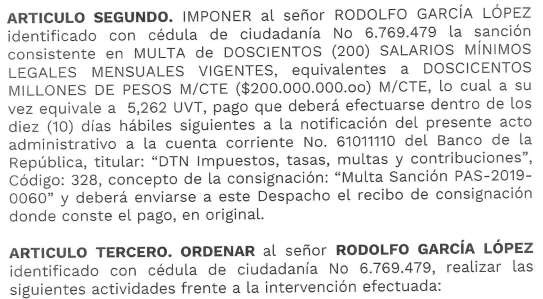 ARTICULO SEGUNDO. IMPONER al señor RODOLFO GARCÍA LÓPEZ
identificado con cédula de ciudadanía No 6.769.479 la sanción
consistente en MULTA de DOSCIENTOS (200) SALARIOS MÍNIMOS
LEGALES MENSUALES VIGENTES, equivalentes a DOSCICENTOS
MILLONES DE PESOS M/CTE ($200.000.000.oo) M/CTE, lo cual a su
vez equivale a 5,262 UVT, pago que deberá efectuarse dentro de los
diez (10) días hábiles siguientes a la notificación del presente acto
administrativo a la cuenta corriente No. 61011110 del Banco de la
República, titular: “DTN Impuestos, tasas, multas y contribuciones”,
Código: 328, concepto de la consignación: “Multa Sanción PAS-2019-
0060” y deberá enviarse a este Despacho el recibo de consignación
donde conste el pago, en original.
ARTICULO TERCERO. ORDENAR al señor RODOLFO GARCÍA LÓPEZ
identificado con cédula de ciudadanía No 6.769.479, realizar las
siguientes actividades frente a la intervención efectuada: